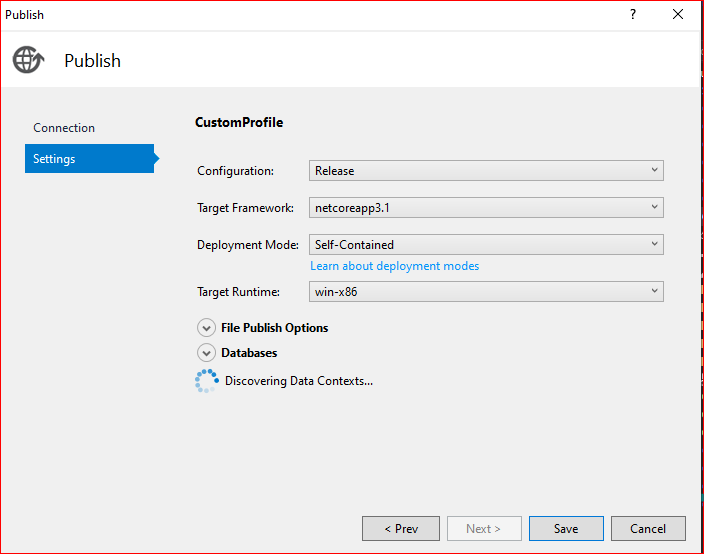 Publish
?
Publish
Connection
Settings
CustomProfile
Configuration: Release
Target Framework: netcoreapp3.1
Deployment Mode: Self-Contained
Learn about deployment modes
Target Runtime: win-x86
File Publish Options
Databases
Discovering Data Contexts...
< Prev Next > Save Cancel